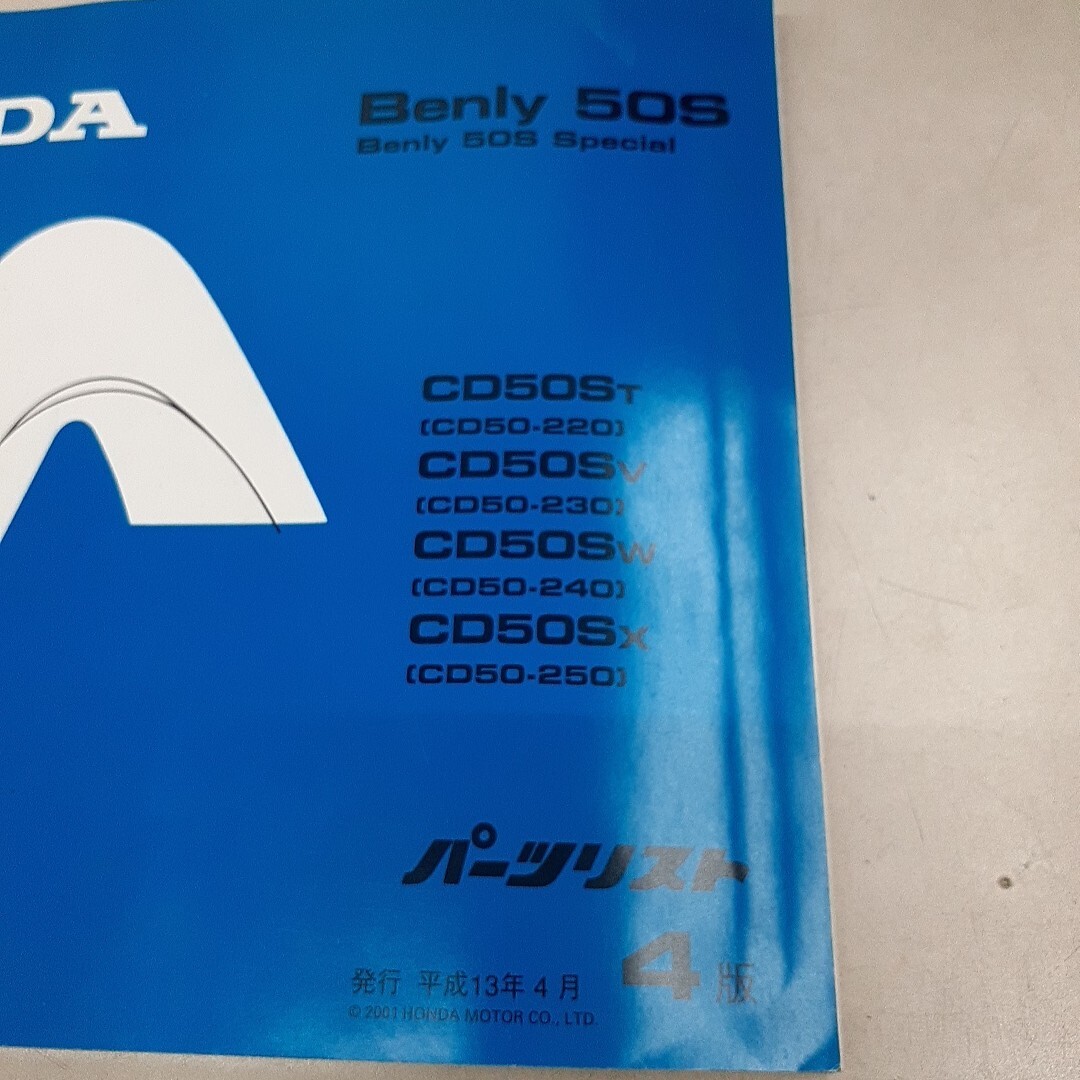 NDA
Benly 50S
Benly 50S Special
CD50ST
(CD50-220)
CD50SV
(CD50-230)
CD50SW
(CD50-240)
CD50SX
(CD50-250)
パーツリスト
4版
発行 平成13年4月
© 2001 HONDA MOTOR CO., LTD.